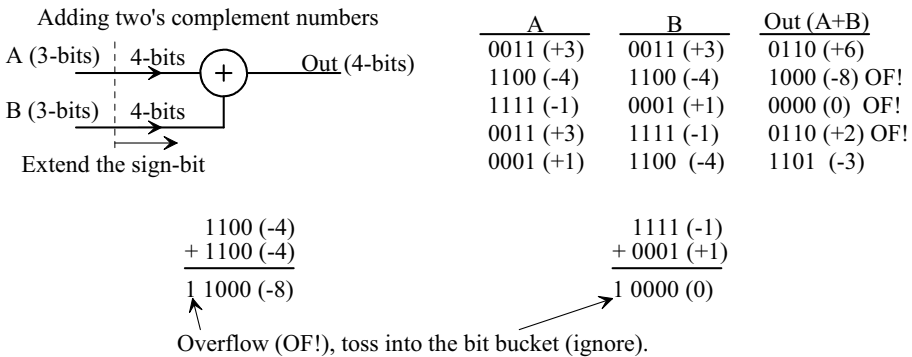 Adding two's complement numbers
A (3-bits) 4-bits
+
Out (4-bits)
B (3-bits) 4-bits
Extend the sign-bit
A B Out (A+B)
0011 (+3) 0011 (+3) 0110 (+6)
1100 (-4) 1100 (-4) 1000 (-8) OF!
1111 (-1) 0001 (+1) 0000 (0) OF!
0011 (+3) 1111 (-1) 0110 (+2) OF!
0001 (+1) 1100 (-4) 1101 (-3)
1100 (-4)
+ 1100 (-4)
1 1000 (-8)
1111 (-1)
+ 0001 (+1)
1 0000 (0)
Overflow (OF!), toss into the bit bucket (ignore).